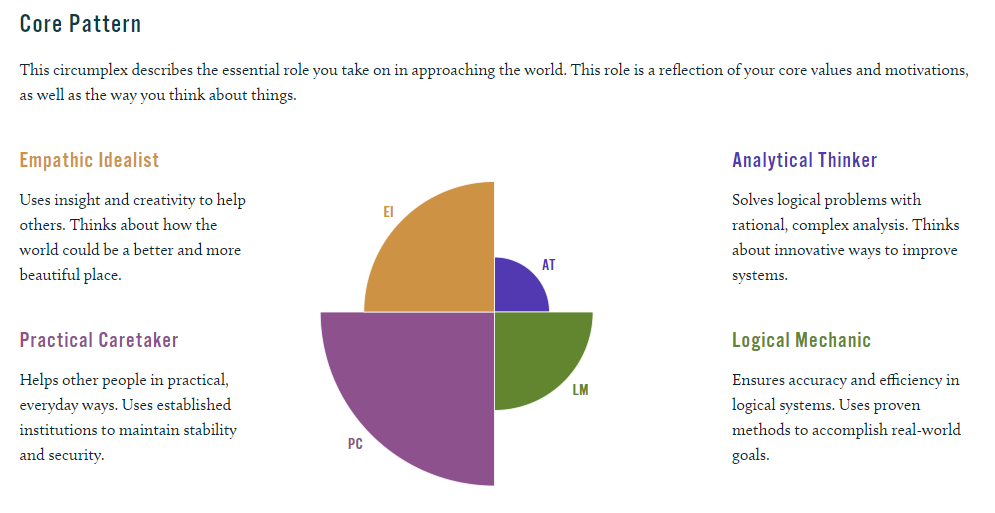 Core Pattern
This circumplex describes the essential role you take on in approaching the world. This role is a reflection of your core values and motivations,
as well as the way you think about things.
Empathic Idealist
Uses insight and creativity to help
others. Thinks about how the
world could be a better and more
beautiful place.
Practical Caretaker
Helps other people in practical,
everyday ways. Uses established
institutions to maintain stability
and security.
EI
AT
LM
PC
Analytical Thinker
Solves logical problems with
rational, complex analysis. Thinks
about innovative ways to improve
systems.
Logical Mechanic
Ensures accuracy and efficiency in
logical systems. Uses proven
methods to accomplish real-world
goals.